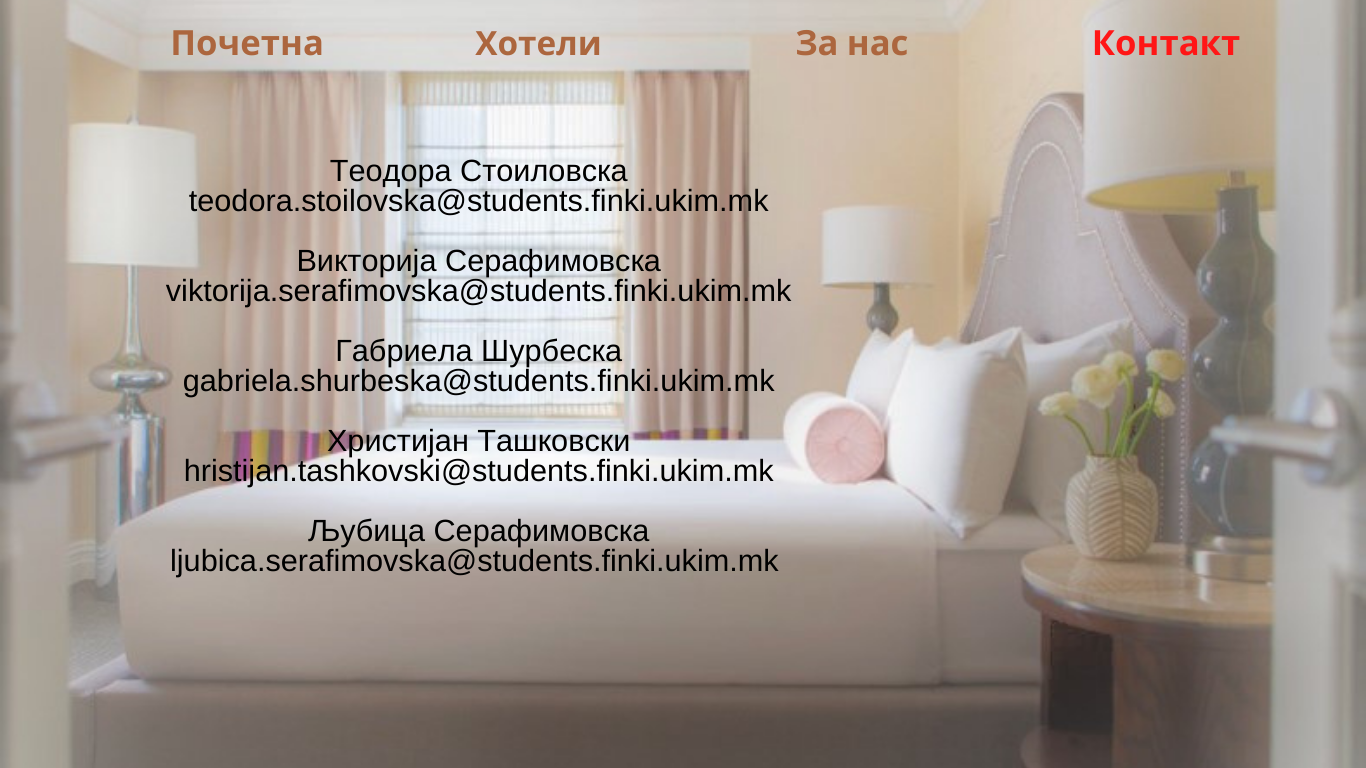 Почетна Хотели За нас Контакт
Теодора Стоиловска
teodora.stoilovska@students.finki.ukim.mk
Викторија Серафимовска
viktorija.serafimovska@students.finki.ukim.mk
Габриела Шурбеска
gabriela.shurbeska@students.finki.ukim.mk
Христијан Ташковски
hristijan.tashkovski@students.finki.ukim.mk
Љубица Серафимовска
ljubica.serafimovska@students.finki.ukim.mk